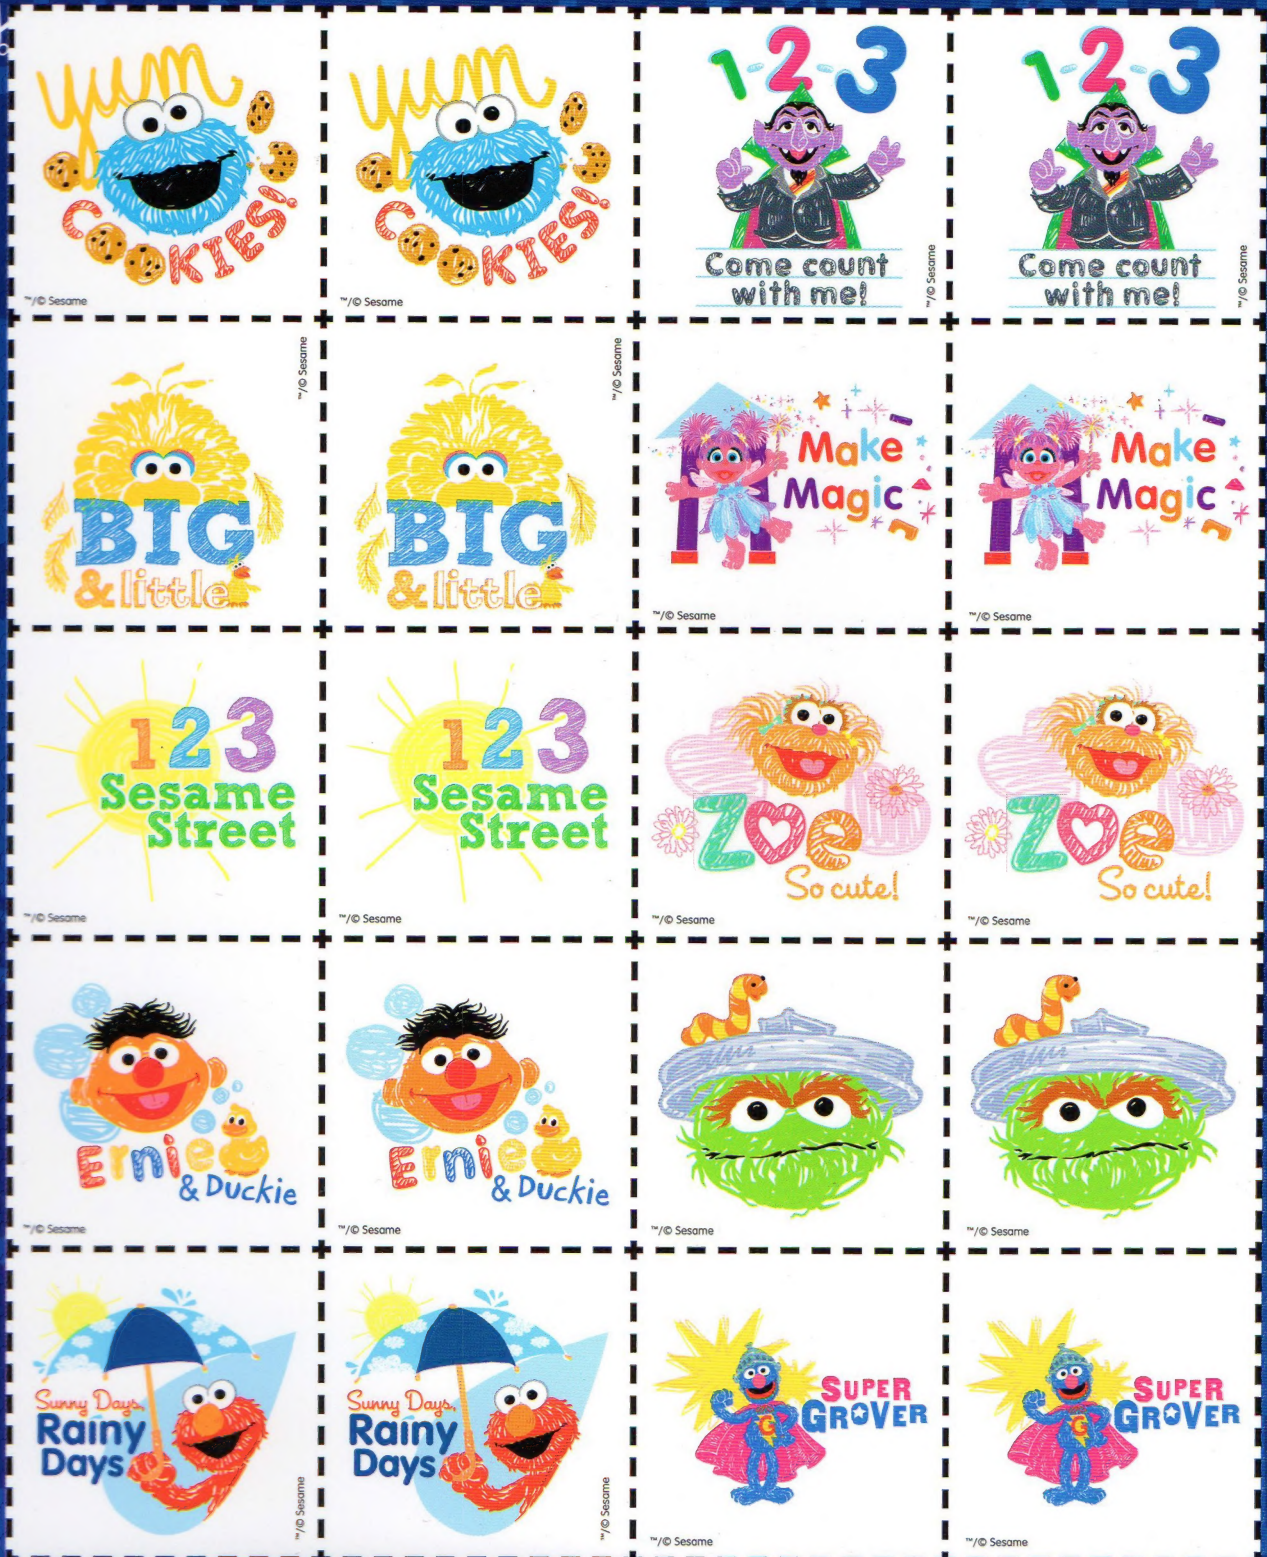 yum
COOKIES!
™/© Sesame
yum
COOKIES!
™/© Sesame
1-2-3
Come count
with me!
™/© Sesame
1-2-3
Come count
with me!
™/© Sesame
BIG
& little
™/© Sesame
BIG
& little
™/© Sesame
Make
Magic
™/© Sesame
Make
Magic
™/© Sesame
123
Sesame
Street
™/© Sesame
123
Sesame
Street
™/© Sesame
Zoe
So cute!
™/© Sesame
Zoe
So cute!
™/© Sesame
Ernie
& Duckie
™/© Sesame
Ernie
& Duckie
™/© Sesame
™/© Sesame
™/© Sesame
Sunny Days,
Rainy
Days
™/© Sesame
Sunny Days,
Rainy
Days
™/© Sesame
G
SUPER
GROVER
™/© Sesame
G
SUPER
GROVER
™/© Sesame